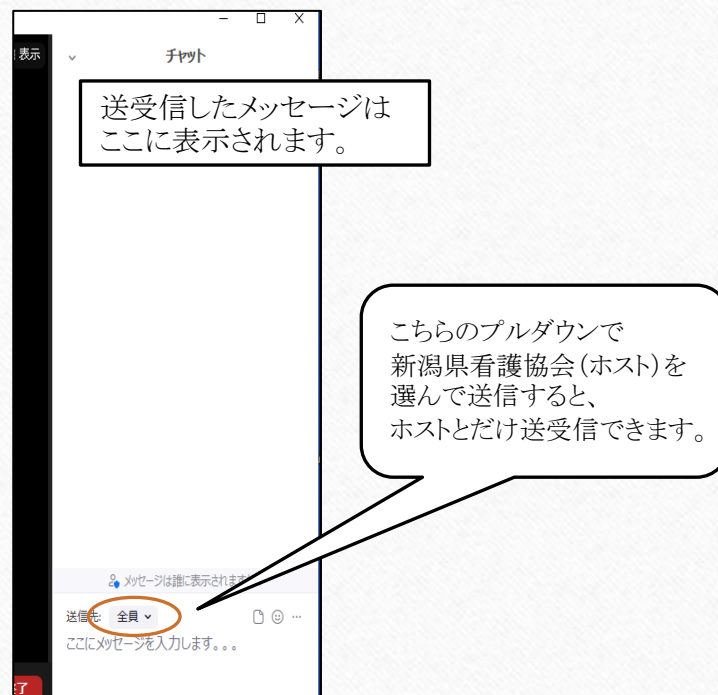 表示
チャット
送受信したメッセージは
ここに表示されます。
こちらのプルダウンで
新潟県看護協会（ホスト）を
選んで送信すると、
ホストとだけ送受信できます。
メッセージは誰に表示されます
送信先: 全員
ここにメッセージを入力します。。。
了